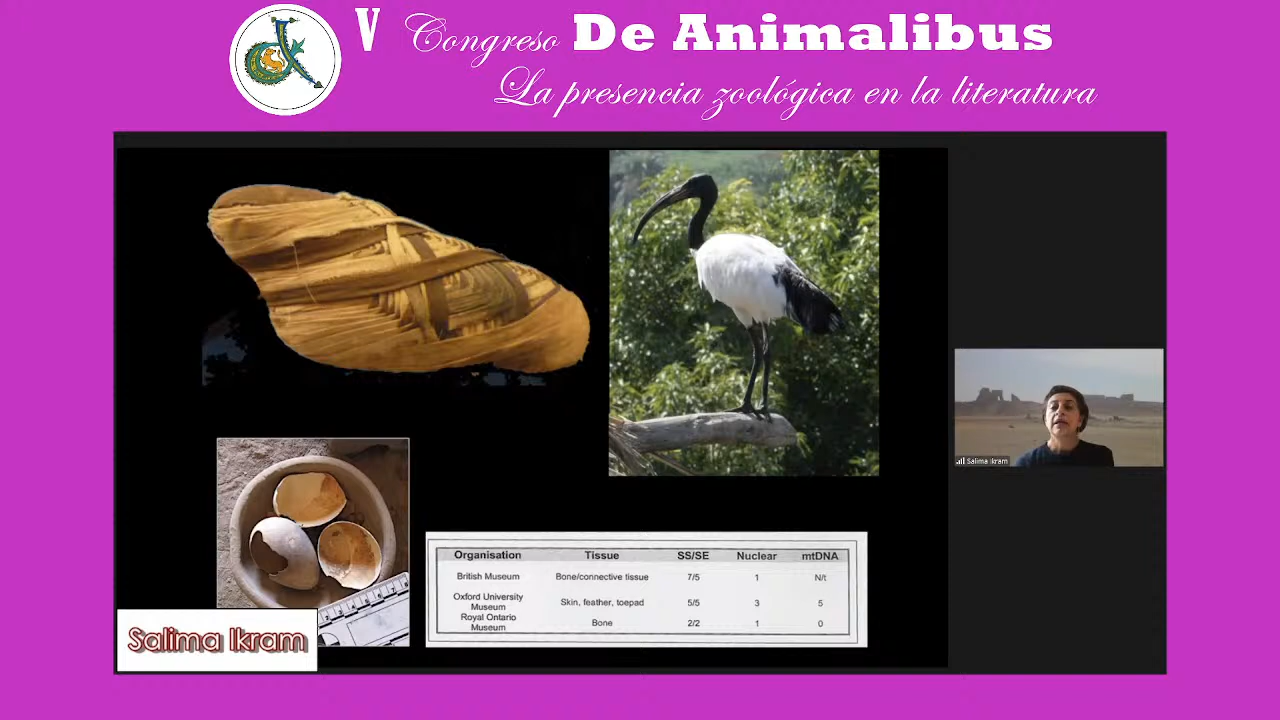 V Congreso De Animalibus
La presencia zoológica en la literatura
Salima Ikram
Organisation Tissue SS/SE Nuclear mtDNA
British Museum Bone/connective tissue 7/5 1 N/t
Oxford University Museum Skin, feather, toepad 5/5 3 5
Royal Ontario Museum Bone 2/2 1 0
Salima Ikram